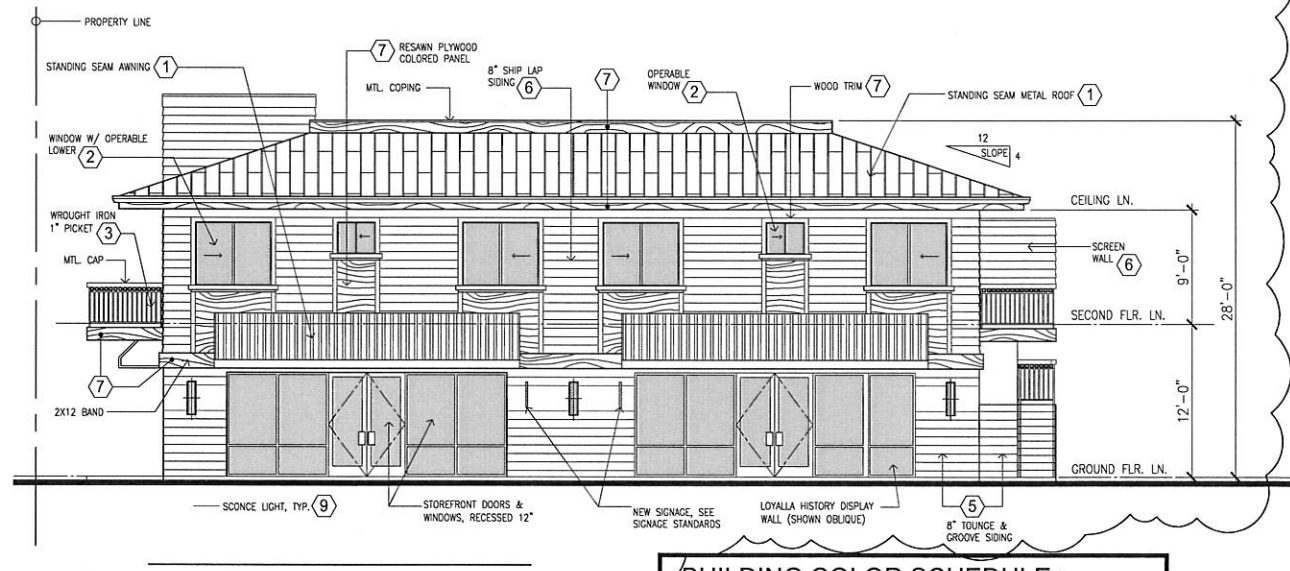 PROPERTY LINE
STANDING SEAM AWNING 1
7 RESAWN PLYWOOD
COLORED PANEL
MTL. COPING
8" SHIP LAP
SIDING 6
7
OPERABLE
WINDOW 2
WOOD TRIM 7
STANDING SEAM METAL ROOF 1
WINDOW W/ OPERABLE
LOWER 2
12
SLOPE 4
WROUGHT IRON
1" PICKET 3
MTL. CAP
CEILING LN.
SCREEN
WALL 6
9'-0"
28'-0"
SECOND FLR. LN.
7
2X12 BAND
12'-0"
GROUND FLR. LN.
SCONCE LIGHT, TYP. 9
STOREFRONT DOORS &
WINDOWS, RECESSED 12"
NEW SIGNAGE, SEE
SIGNAGE STANDARDS
LOYALLA HISTORY DISPLAY
WALL (SHOWN OBLIQUE)
5
8" TOUNGE &
GROOVE SIDING
BUILDING COLOR SCHEDULE: